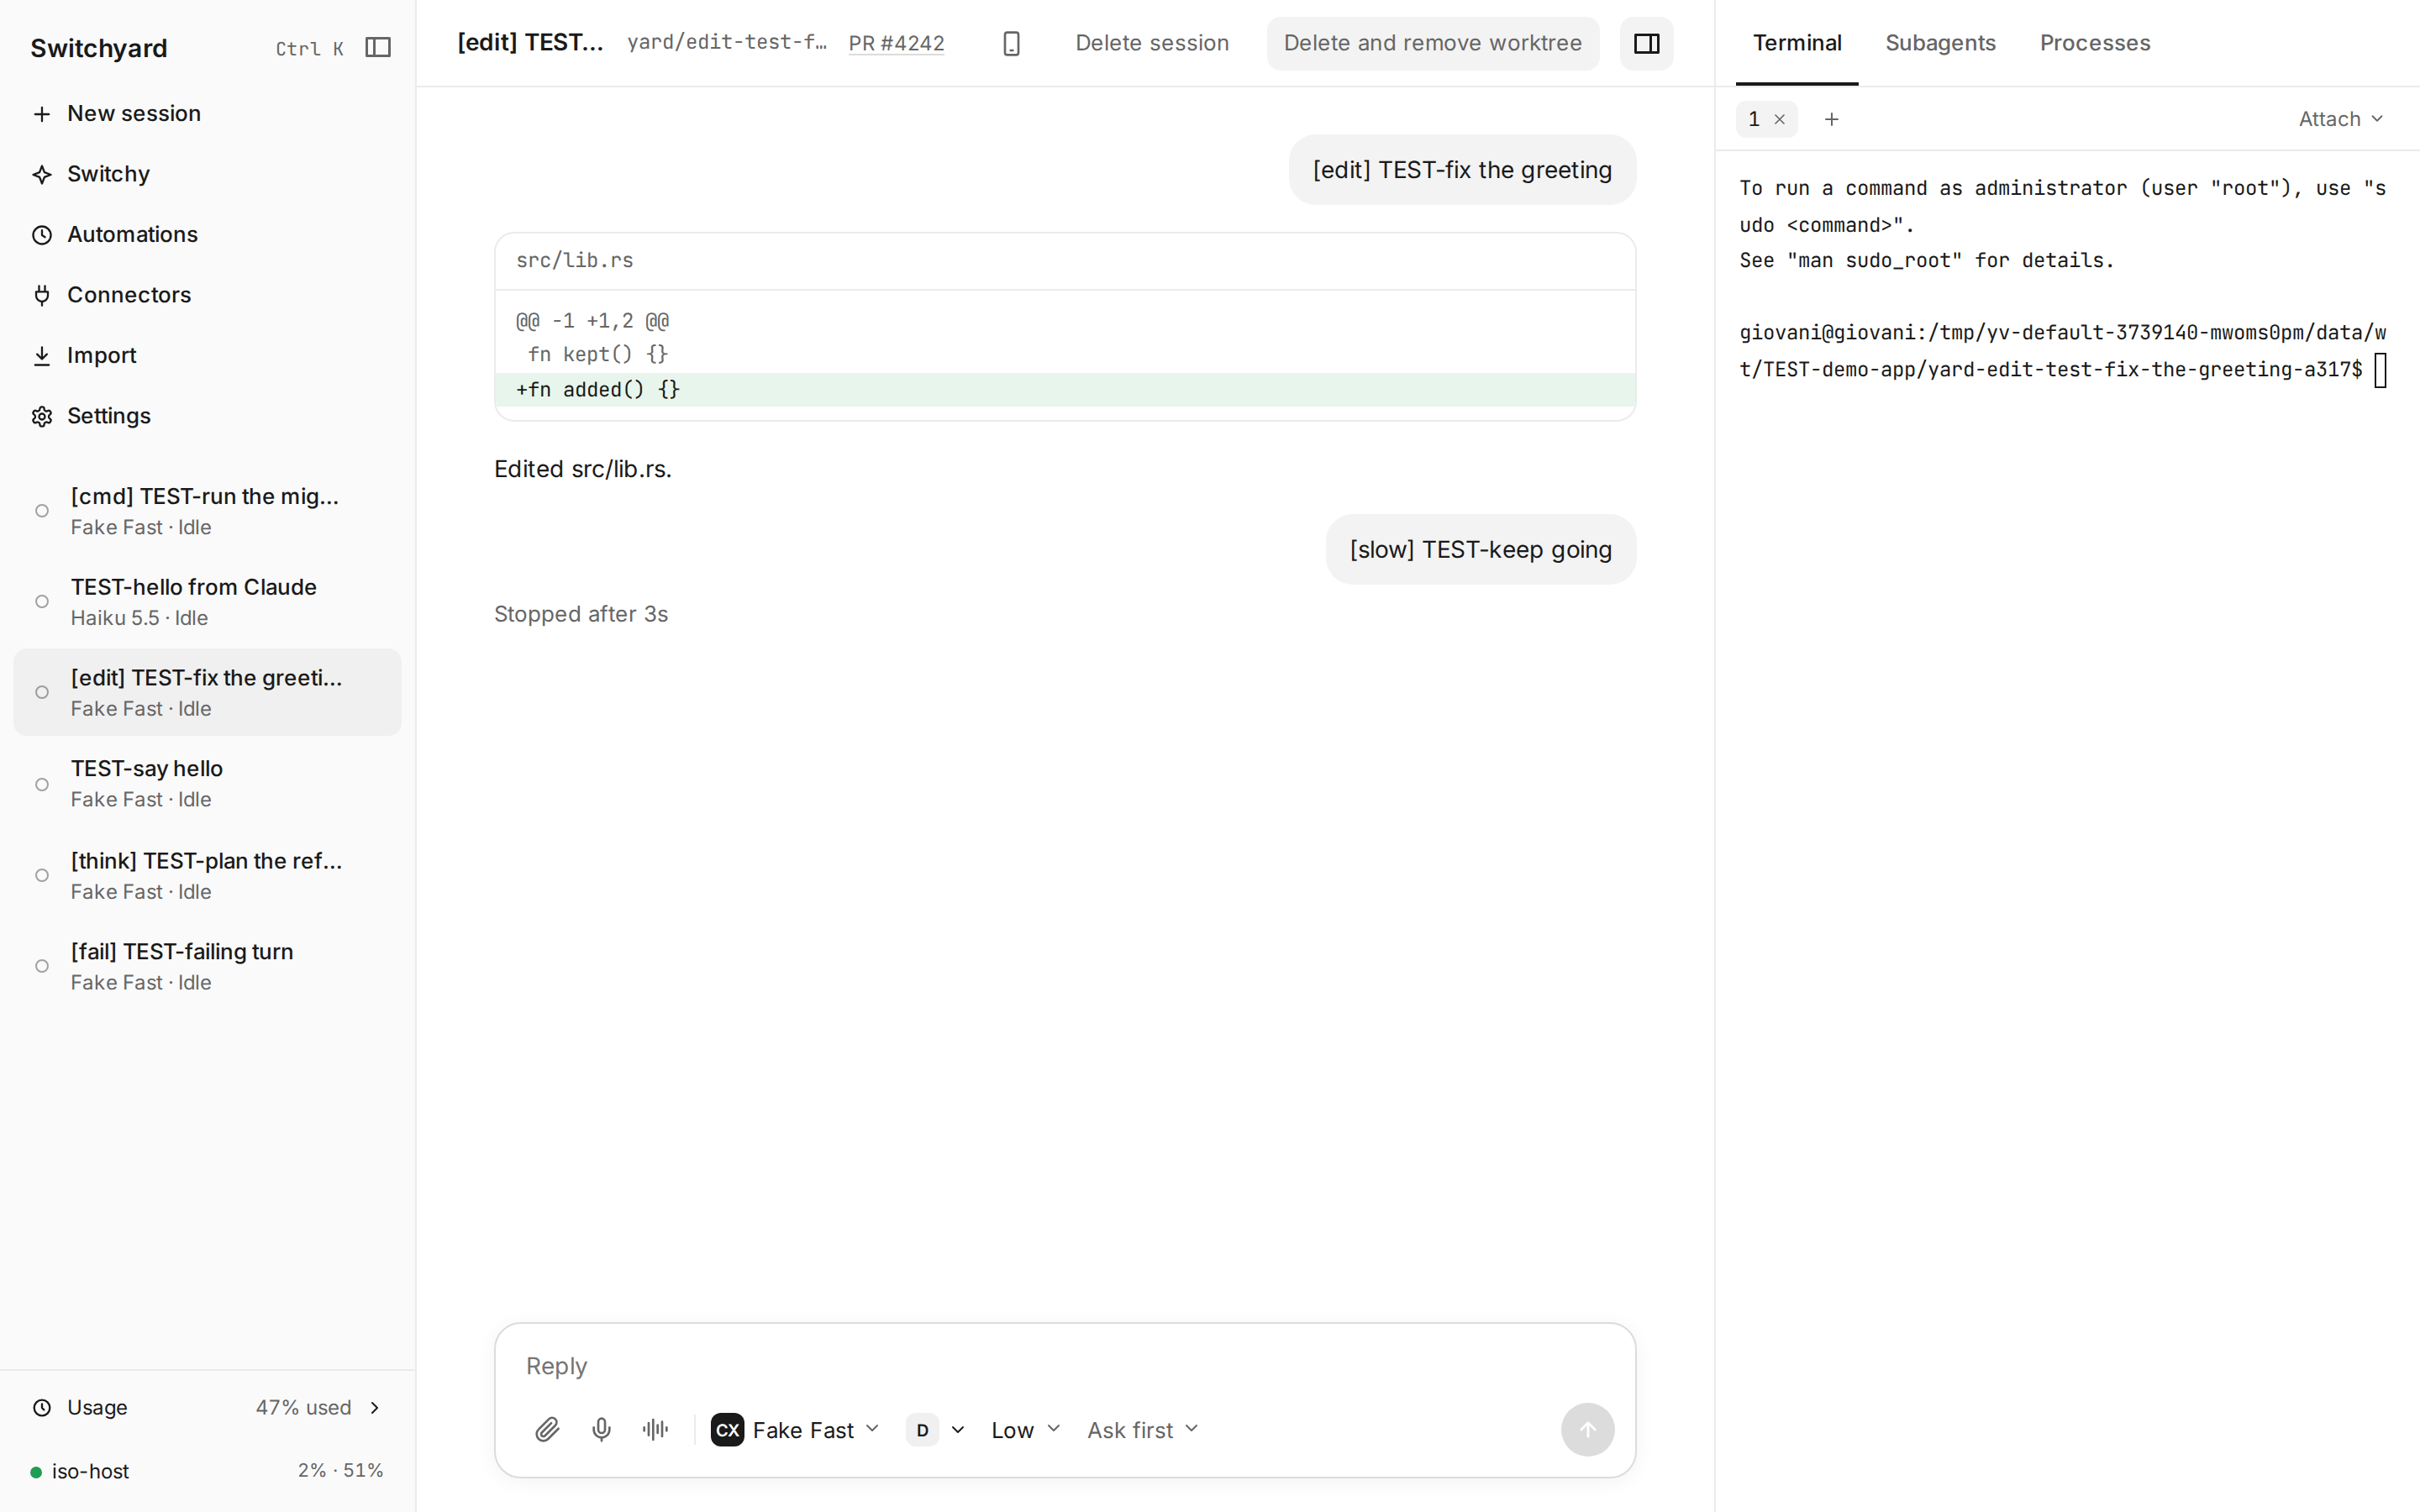 Switchyard
Ctrl K
New session
Switchy
Automations
Connectors
Import
Settings
[cmd] TEST-run the mig...
Fake Fast · Idle
TEST-hello from Claude
Haiku 5.5 · Idle
[edit] TEST-fix the greeti...
Fake Fast · Idle
TEST-say hello
Fake Fast · Idle
[think] TEST-plan the ref...
Fake Fast · Idle
[fail] TEST-failing turn
Fake Fast · Idle
Usage
47% used
iso-host
2% · 51%
[edit] TEST...
yard/edit-test-f...
PR #4242
Delete session
Delete and remove worktree
[edit] TEST-fix the greeting
src/lib.rs
@@ -1 +1,2 @@
fn kept() {}
+fn added() {}
Edited src/lib.rs.
[slow] TEST-keep going
Stopped after 3s
Reply
CX Fake Fast
D
Low
Ask first
Terminal
Subagents
Processes
1
Attach
To run a command as administrator (user "root"), use "s
udo <command>".
See "man sudo_root" for details.
giovani@giovani:/tmp/yv-default-3739140-mwoms0pm/data/w
t/TEST-demo-app/yard-edit-test-fix-the-greeting-a317$